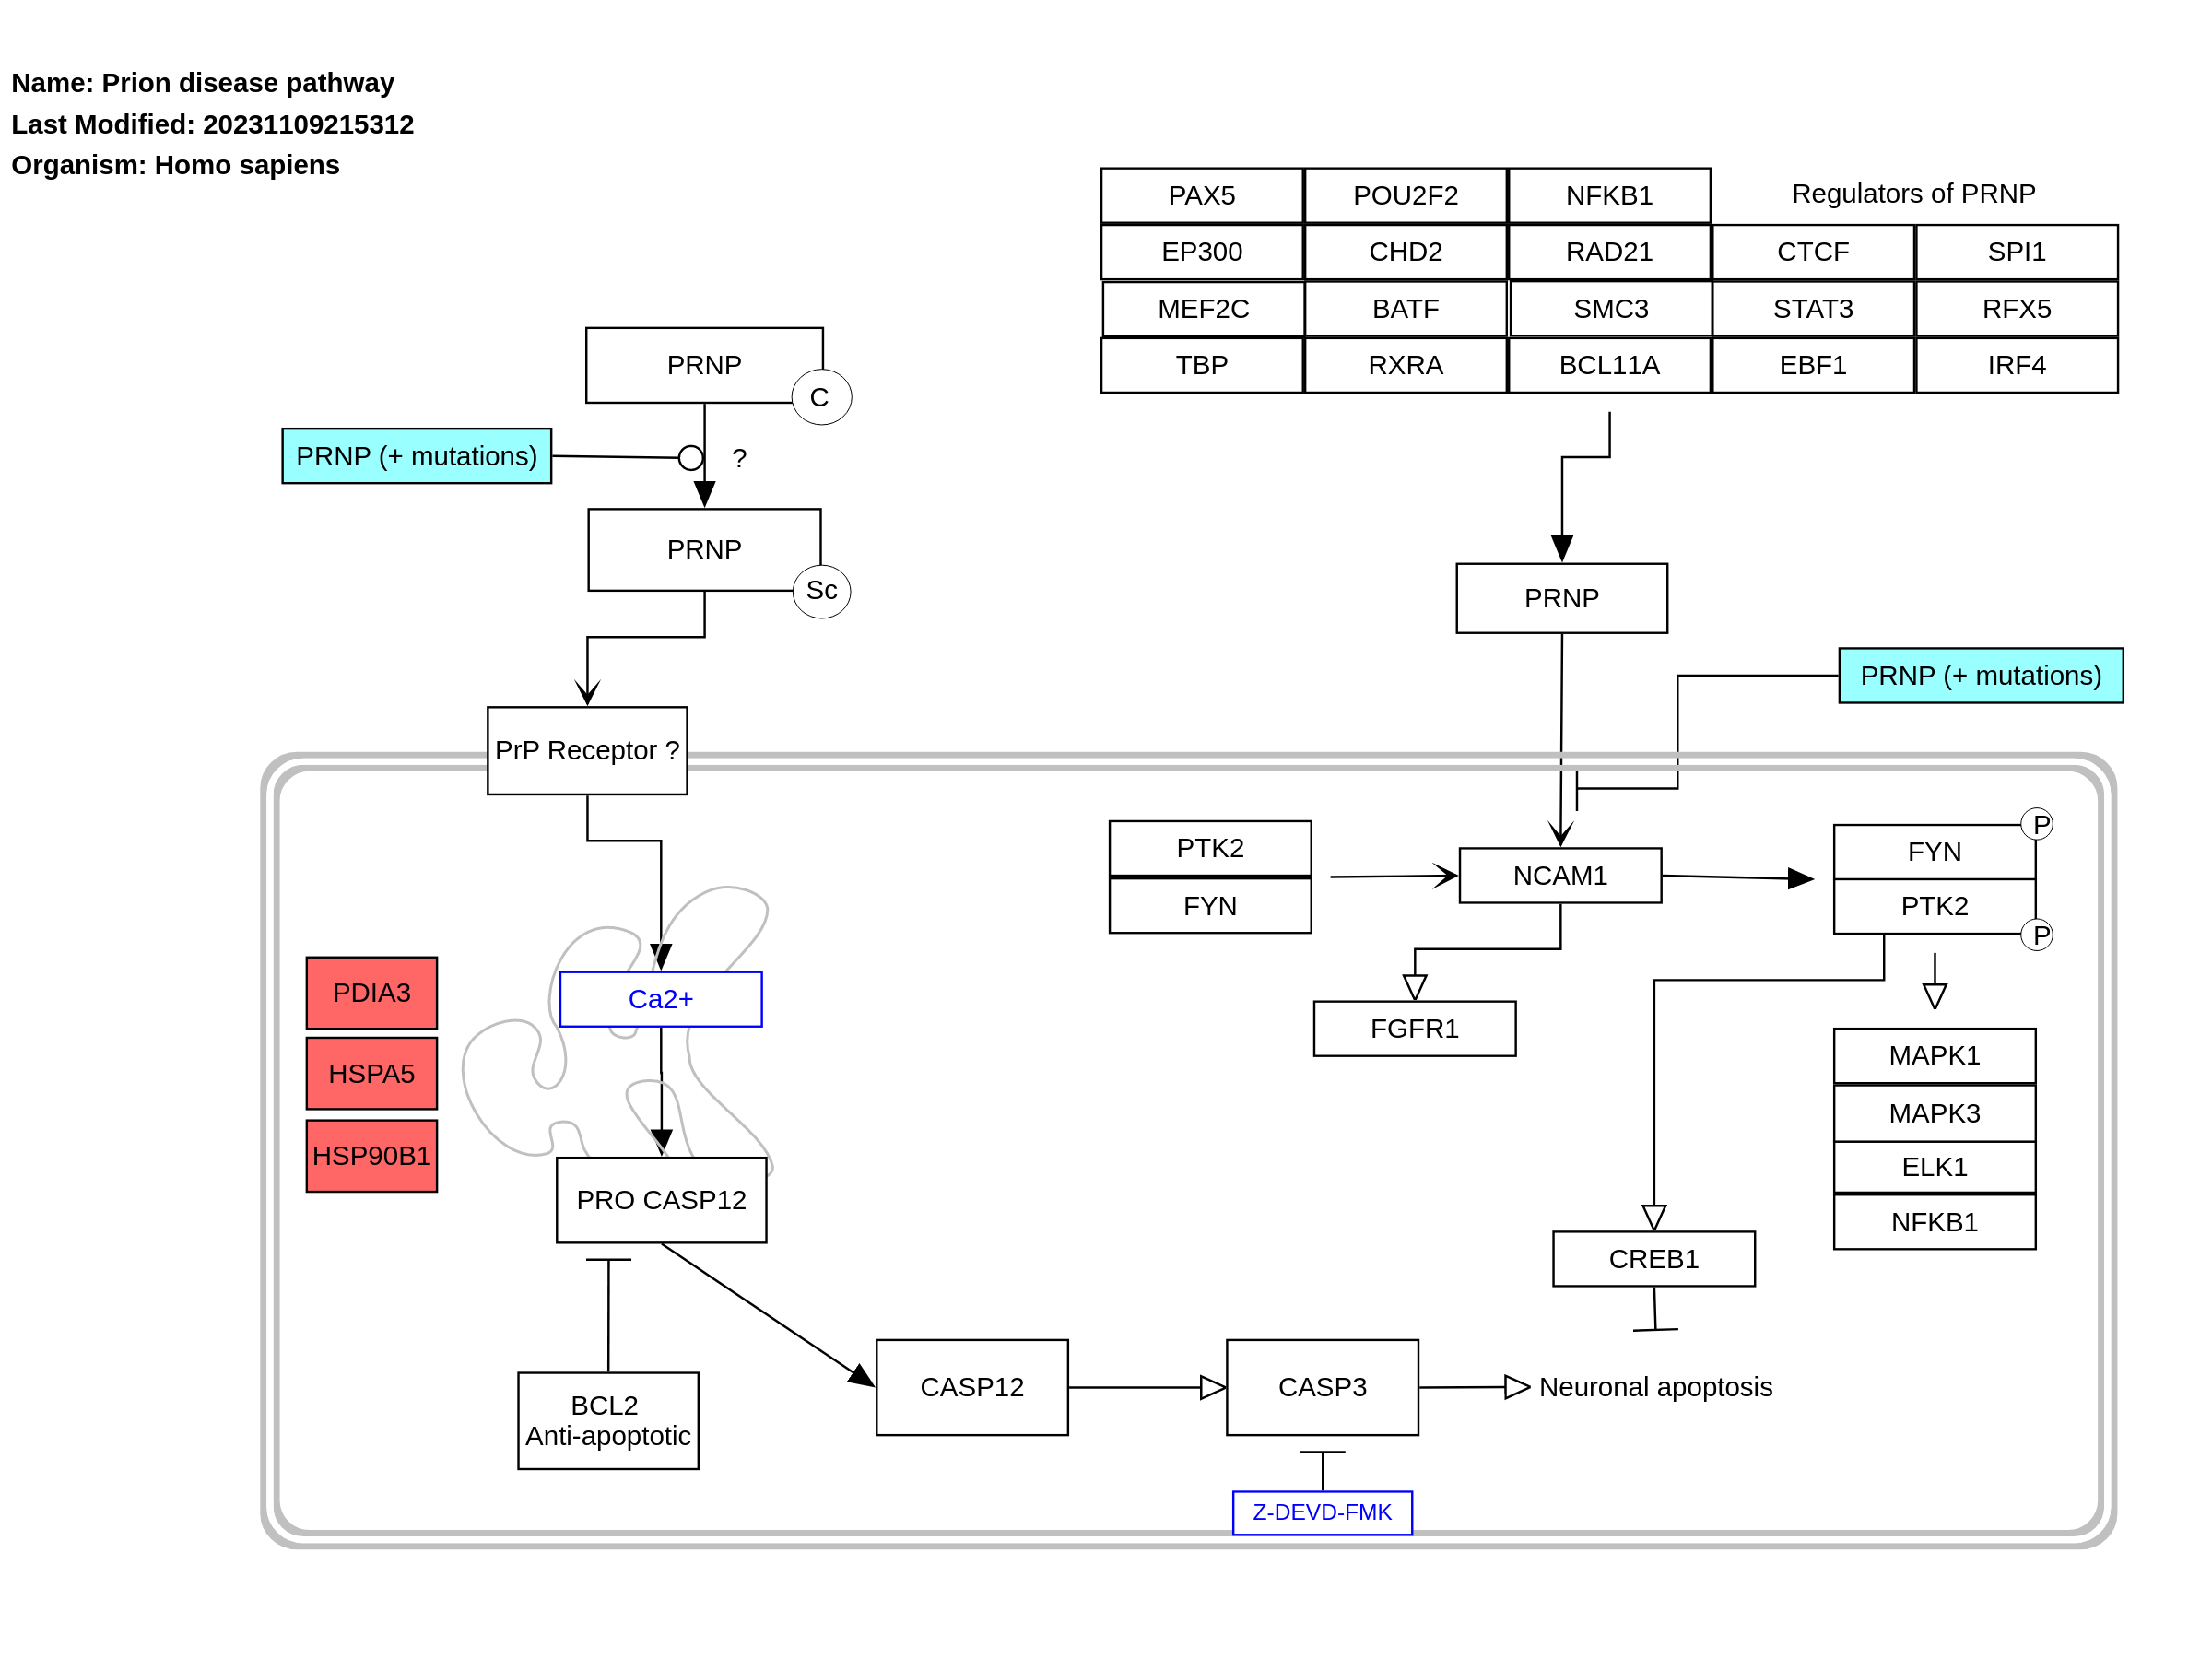 Name: Prion disease pathway
Last Modified: 20231109215312
Organism: Homo sapiens
PAX5 POU2F2 NFKB1 Regulators of PRNP
EP300 CHD2 RAD21 CTCF SPI1
MEF2C BATF SMC3 STAT3 RFX5
TBP RXRA BCL11A EBF1 IRF4
PRNP
C
PRNP (+ mutations)
?
PRNP
Sc
PRNP
PRNP (+ mutations)
PrP Receptor ?
PTK2
FYN
NCAM1
P
FYN
PTK2
P
PDIA3
HSPA5
HSP90B1
Ca2+
FGFR1
MAPK1
MAPK3
ELK1
NFKB1
PRO CASP12
CREB1
BCL2
Anti-apoptotic
CASP12
CASP3
Neuronal apoptosis
Z-DEVD-FMK